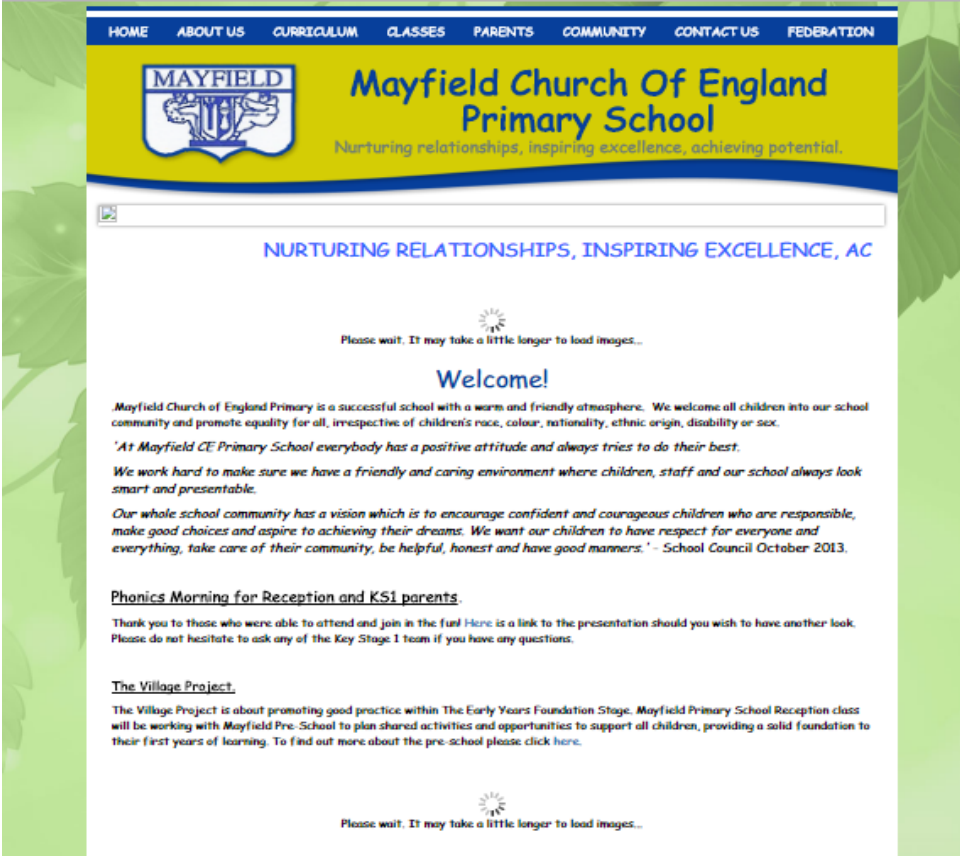 HOME ABOUT US CURRICULUM CLASSES PARENTS COMMUNITY CONTACT US FEDERATION
MAYFIELD
Mayfield Church Of England
Primary School
Nurturing relationships, inspiring excellence, achieving potential.
NURTURING RELATIONSHIPS, INSPIRING EXCELLENCE, AC
Please wait. It may take a little longer to load images...
Welcome!
.Mayfield Church of England Primary is a successful school with a warm and friendly atmosphere. We welcome all children into our school
community and promote equality for all, irrespective of children's race, colour, nationality, ethnic origin, disability or sex.
'At Mayfield CE Primary School everybody has a positive attitude and always tries to do their best.
We work hard to make sure we have a friendly and caring environment where children, staff and our school always look
smart and presentable.
Our whole school community has a vision which is to encourage confident and courageous children who are responsible,
make good choices and aspire to achieving their dreams. We want our children to have respect for everyone and
everything, take care of their community, be helpful, honest and have good manners.' - School Council October 2013.
Phonics Morning for Reception and KS1 parents.
Thank you to those who were able to attend and join in the fun! Here is a link to the presentation should you wish to have another look.
Please do not hesitate to ask any of the Key Stage 1 team if you have any questions.
The Village Project.
The Village Project is about promoting good practice within The Early Years Foundation Stage. Mayfield Primary School Reception class
will be working with Mayfield Pre-School to plan shared activities and opportunities to support all children, providing a solid foundation to
their first years of learning. To find out more about the pre-school please click here.
Please wait. It may take a little longer to load images...